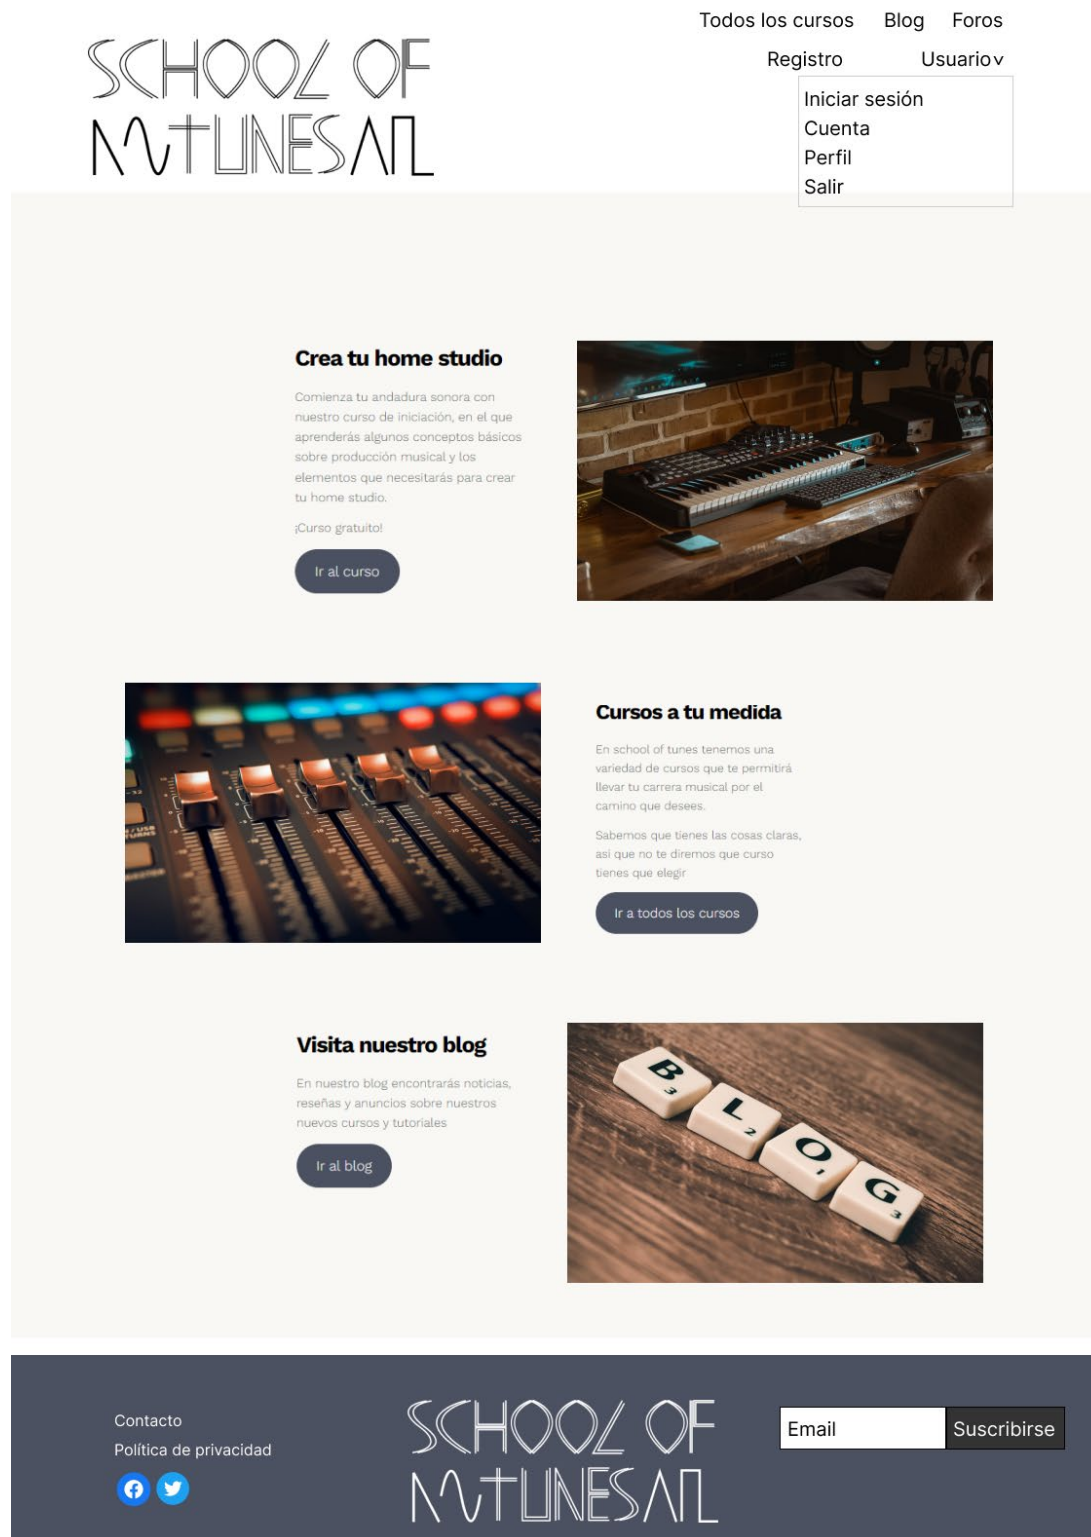 SCHOOL OF
TUNES
Todos los cursos Blog Foros
Registro Usuario
Iniciar sesión
Cuenta
Perfil
Salir
Crea tu home studio
Comienza tu andadura sonora con
nuestro curso de iniciación, en el que
aprenderás algunos conceptos básicos
sobre producción musical y los
elementos que necesitarás para crear
tu home studio.
¡Curso gratuito!
Ir al curso
Cursos a tu medida
En school of tunes tenemos una
variedad de cursos que te permitirá
llevar tu carrera musical por el
camino que desees.
Sabemos que tienes las cosas claras,
asi que no te diremos que curso
tienes que elegir
Ir a todos los cursos
Visita nuestro blog
En nuestro blog encontrarás noticias,
reseñas y anuncios sobre nuestros
nuevos cursos y tutoriales
Ir al blog
B3 L2 O1 G3
Contacto
Política de privacidad
SCHOOL OF
TUNES
Email Suscribirse